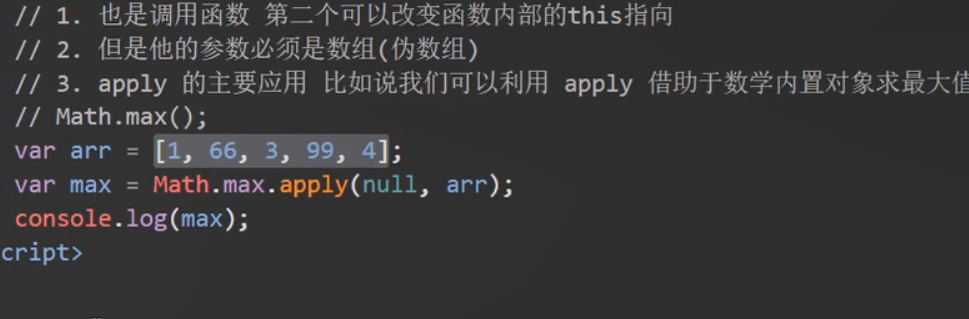 // 1. 也是调用函数 第二个可以改变函数内部的this指向
// 2. 但是他的参数必须是数组(伪数组)
// 3. apply 的主要应用 比如说我们可以利用 apply 借助于数学内置对象求最大值
// Math.max();
var arr = [1, 66, 3, 99, 4];
var max = Math.max.apply(null, arr);
console.log(max);
cript>